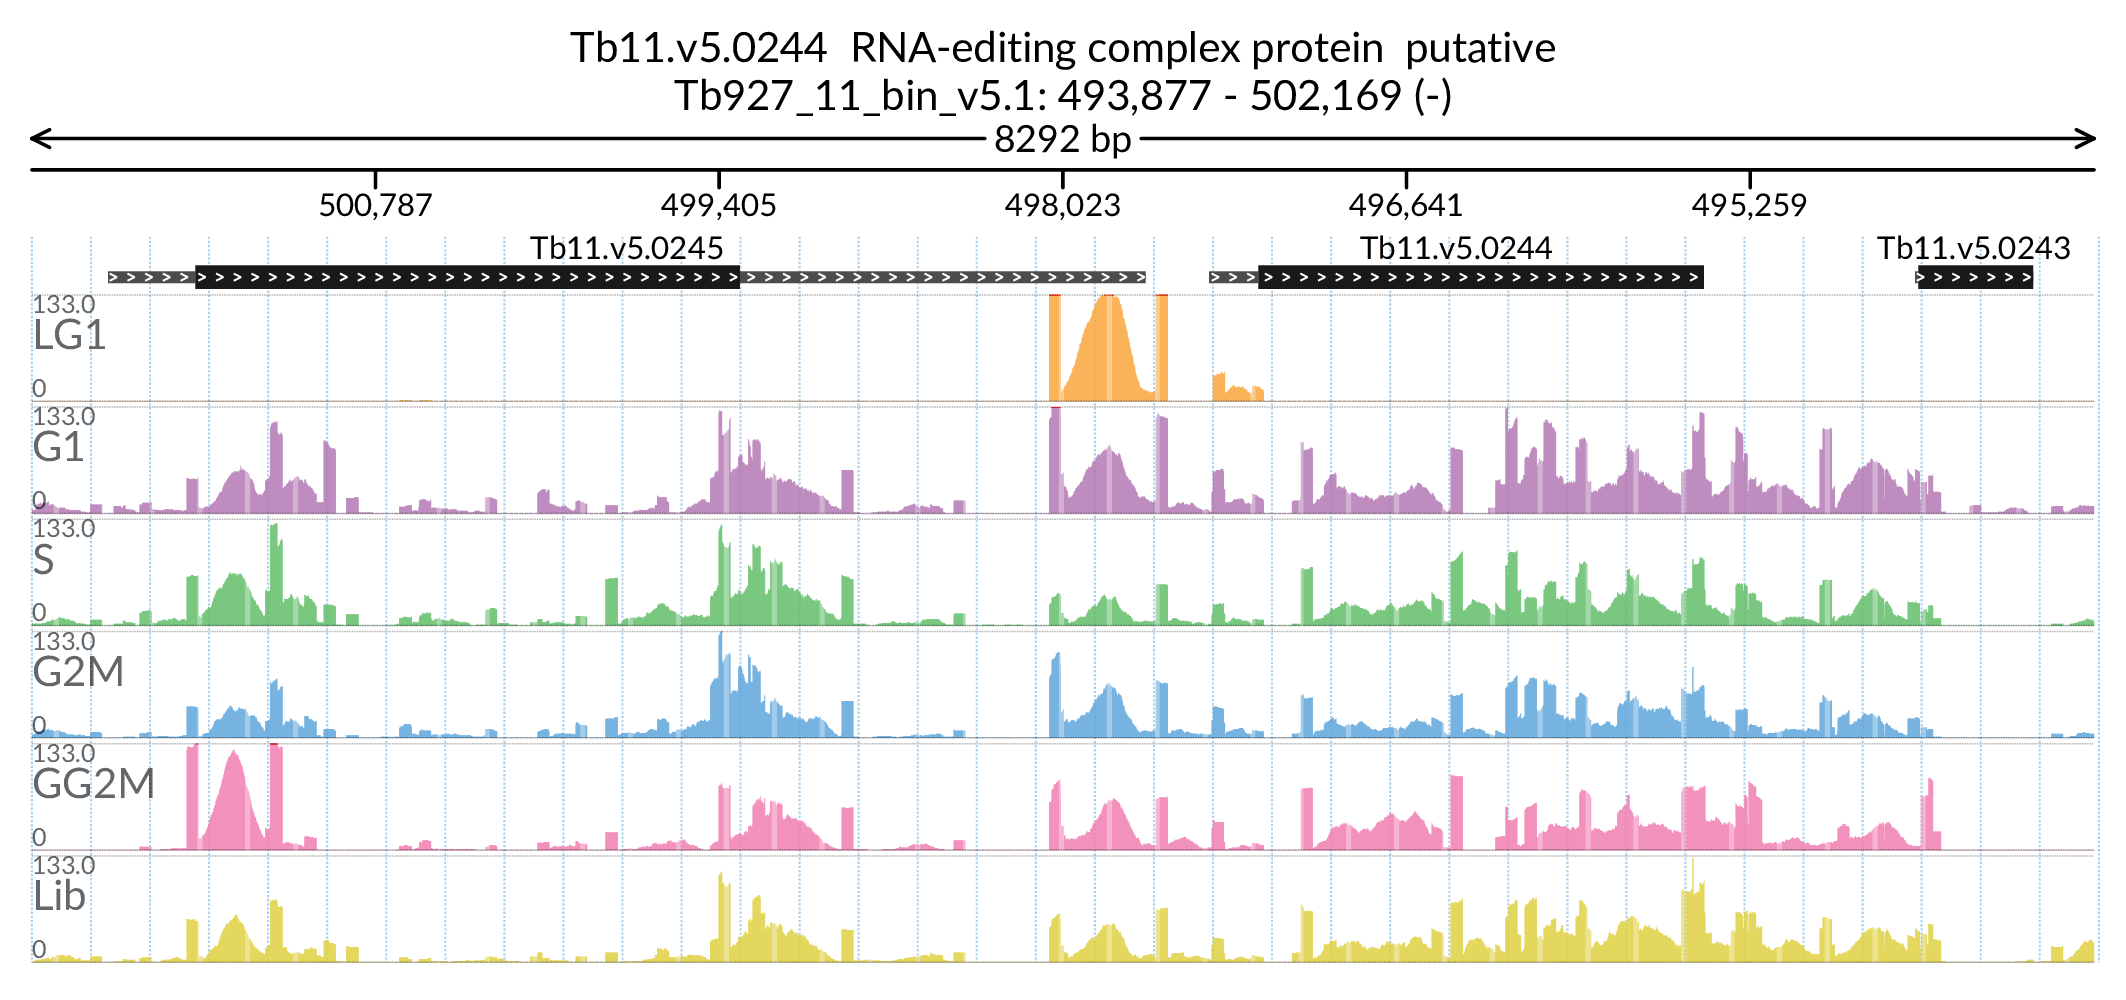 Tb11.v5.0244 RNA-editing complex protein putative
Tb927_11_bin_v5.1: 493,877 - 502,169 (-)
8292 bp
500,787 499,405 498,023 496,641 495,259
Tb11.v5.0245 Tb11.v5.0244 Tb11.v5.0243
133.0
LG1
0
133.0
G1
0
133.0
S
0
133.0
G2M
0
133.0
GG2M
0
133.0
Lib
0